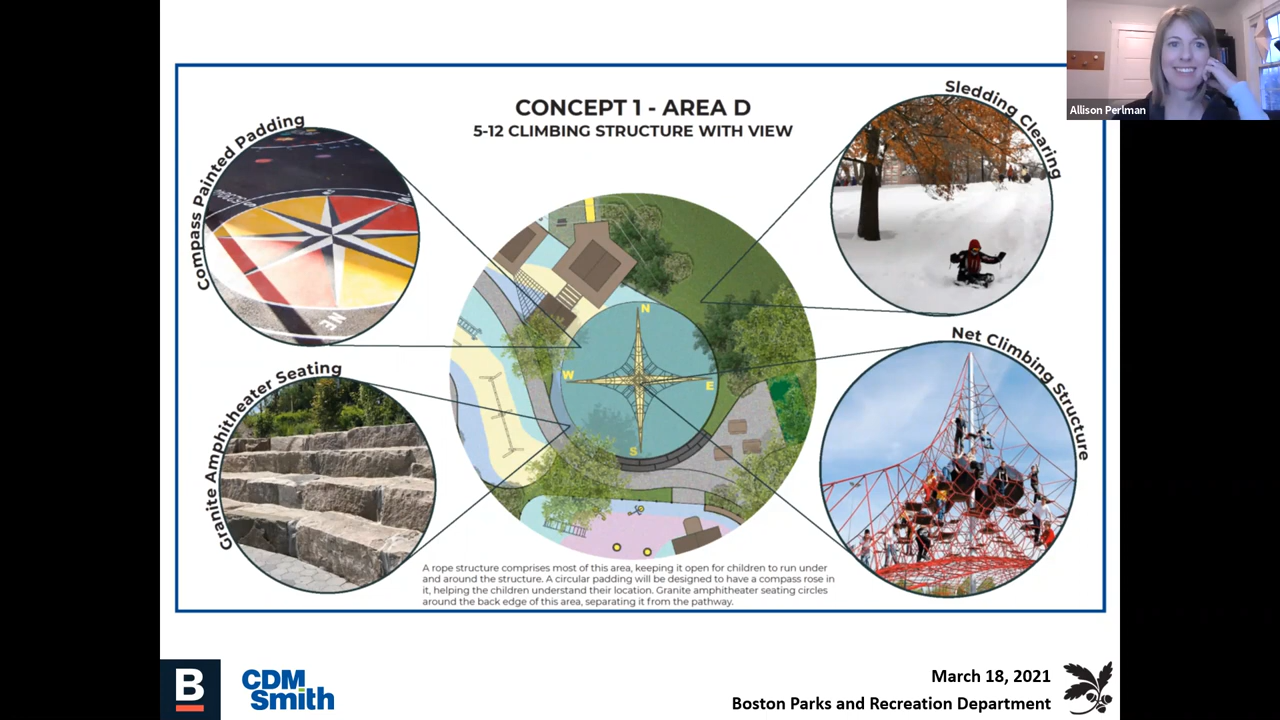 CONCEPT 1 - AREA D
5-12 CLIMBING STRUCTURE WITH VIEW
Allison Perlman
Compass Painted Padding
Sledding Clearing
Granite Amphitheater Seating
Net Climbing Structure
N
W
E
S
NE
A rope structure comprises most of this area, keeping it open for children to run under
and around the structure. A circular padding will be designed to have a compass rose in
it, helping the children understand their location. Granite amphitheater seating circles
around the back edge of this area, separating it from the pathway.
B
CDM
Smith
March 18, 2021
Boston Parks and Recreation Department